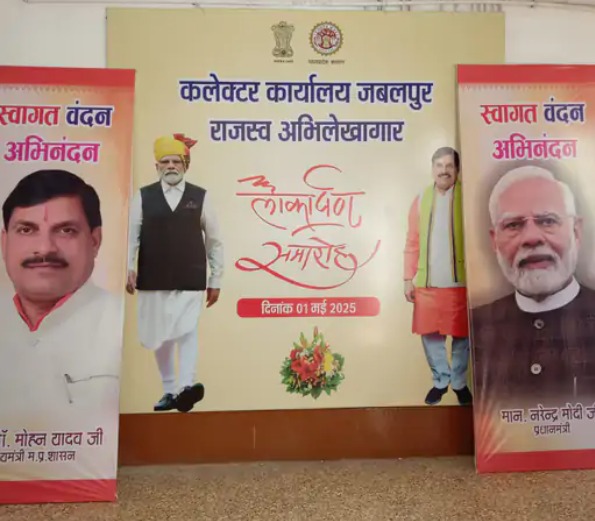 स्वागत वंदन
अभिनंदन
डॉ. मोहन यादव जी
म.प्र.शासन
कलेक्टर कार्यालय जबलपुर
राजस्व अभिलेखागार
लोकार्पण
समारोह
दिनांक 01 मई 2025
स्वागत वंदन
अभिनंदन
मान. नरेन्द्र मोदी जी
प्रधानमंत्री